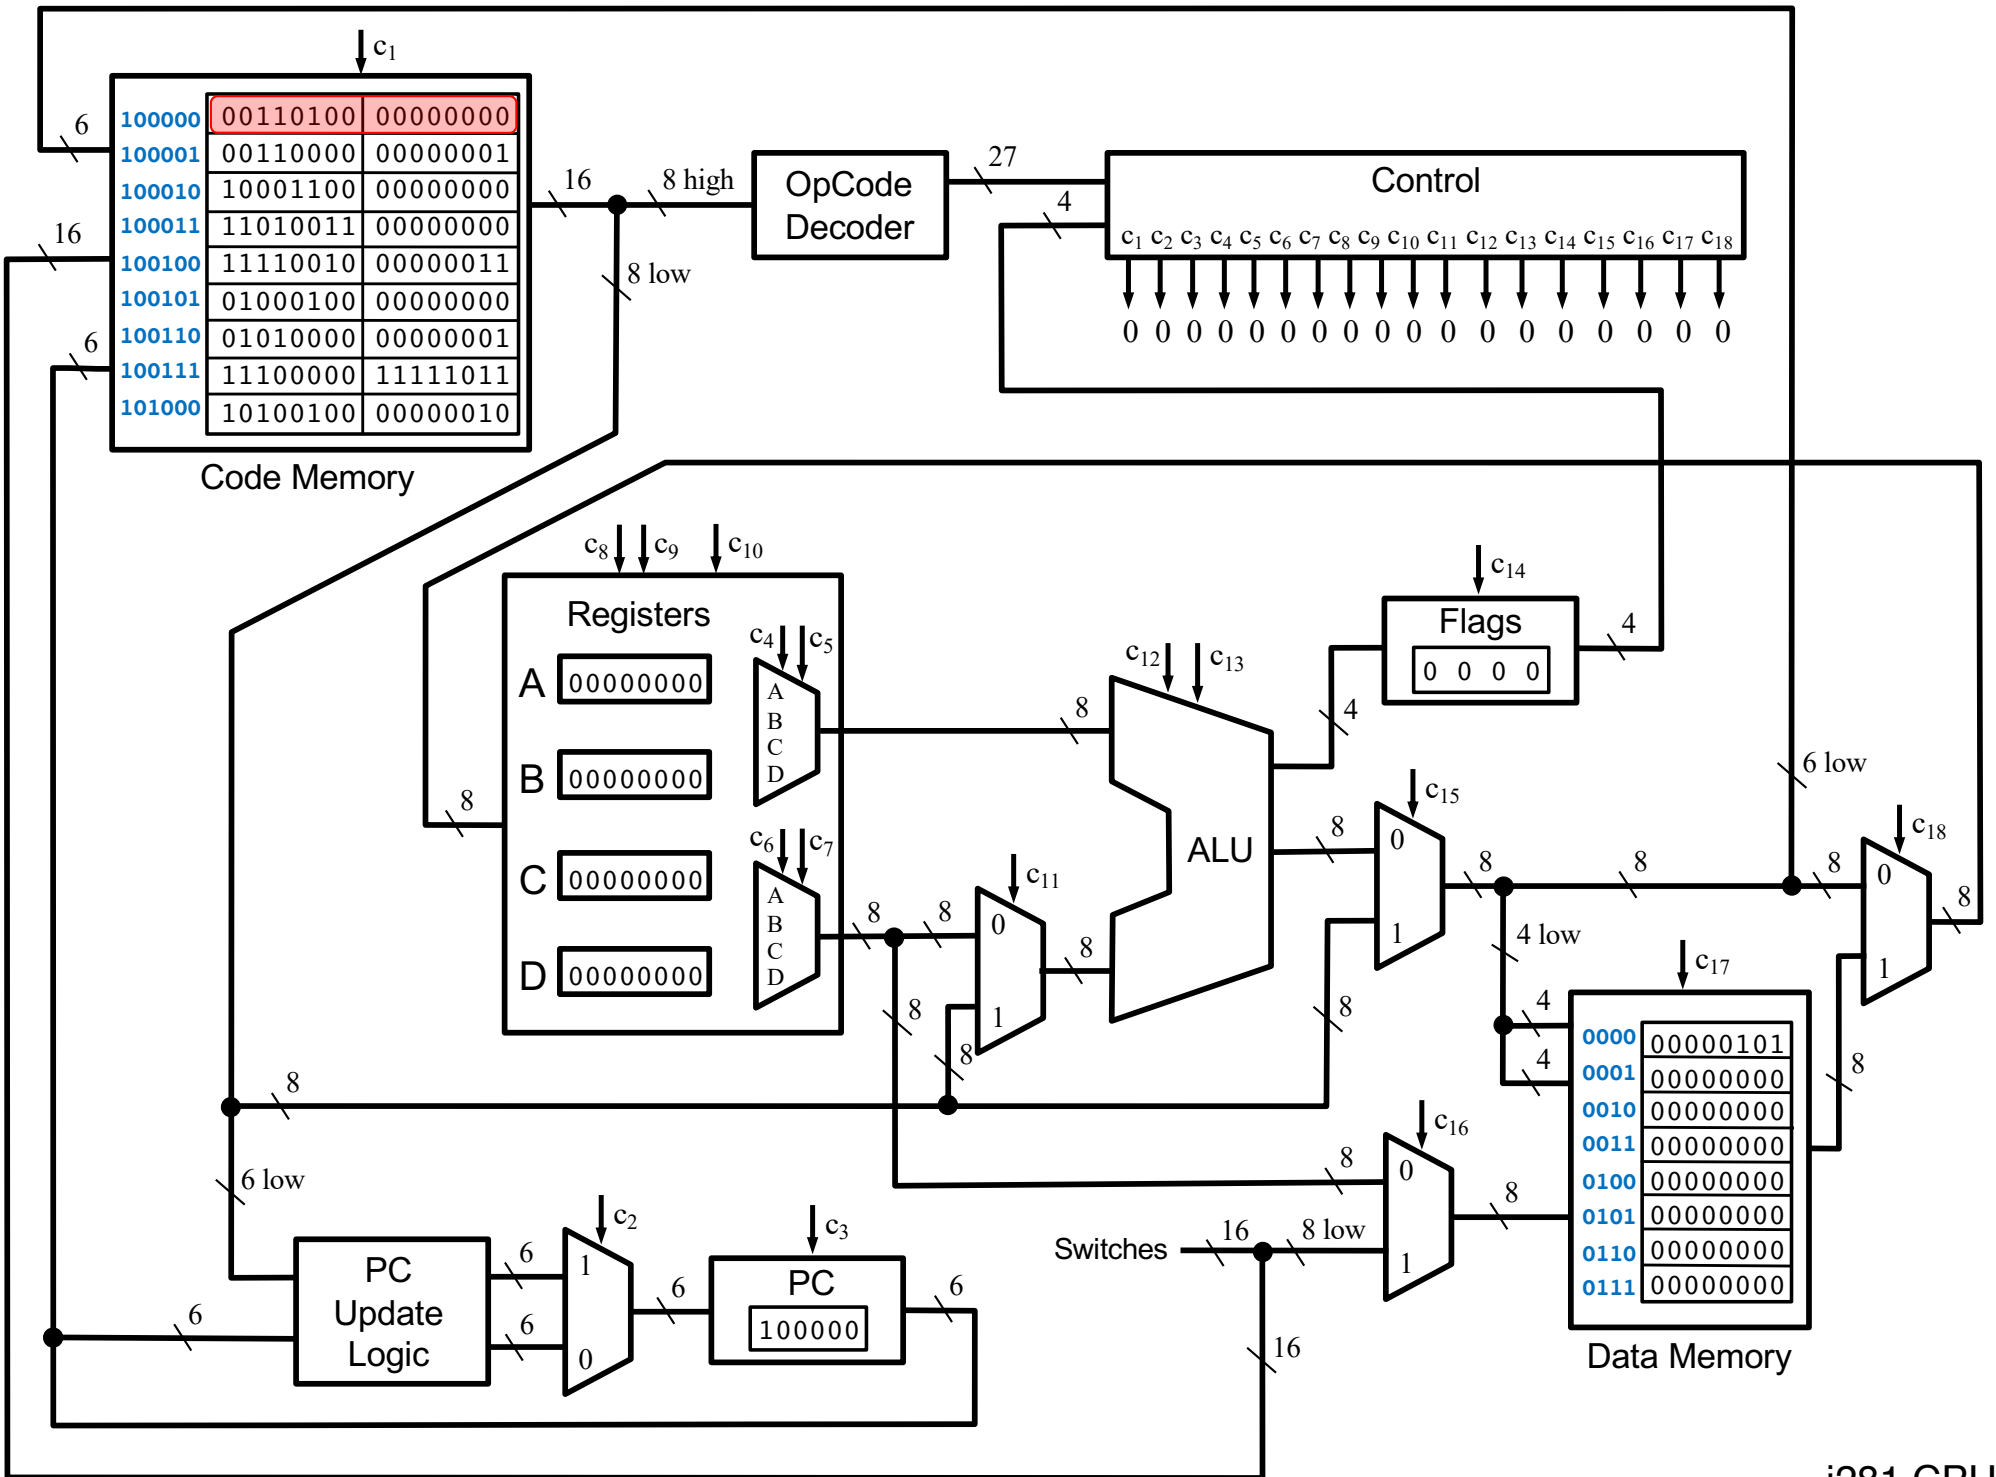 c1
6
100000 00110100 00000000
100001 00110000 00000001
100010 10001100 00000000
100011 11010011 00000000
100100 11110010 00000011
100101 01000100 00000000
100110 01010000 00000001
100111 11100000 11111011
101000 10100100 00000010
16
6
Code Memory
16
8 high
8 low
OpCode
Decoder
27
4
Control
c1 c2 c3 c4 c5 c6 c7 c8 c9 c10 c11 c12 c13 c14 c15 c16 c17 c18
0 0 0 0 0 0 0 0 0 0 0 0 0 0 0 0 0 0
c8 c9 c10
Registers
A 00000000
B 00000000
C 00000000
D 00000000
8
c4 c5
A
B
C
D
c6 c7
A
B
C
D
8
8
8
8
8
c11
0
1
8
c12 c13
ALU
4
c14
Flags
0 0 0 0
4
8
c15
0
1
8
8
8
8
6 low
4 low
c18
0
1
8
c17
4
4
0000 00000101
0001 00000000
0010 00000000
0011 00000000
0100 00000000
0101 00000000
0110 00000000
0111 00000000
8
Data Memory
8
6 low
PC
Update
Logic
6
6
6
c2
1
0
6
c3
PC
100000
6
Switches
16
8 low
16
8
c16
0
1
8